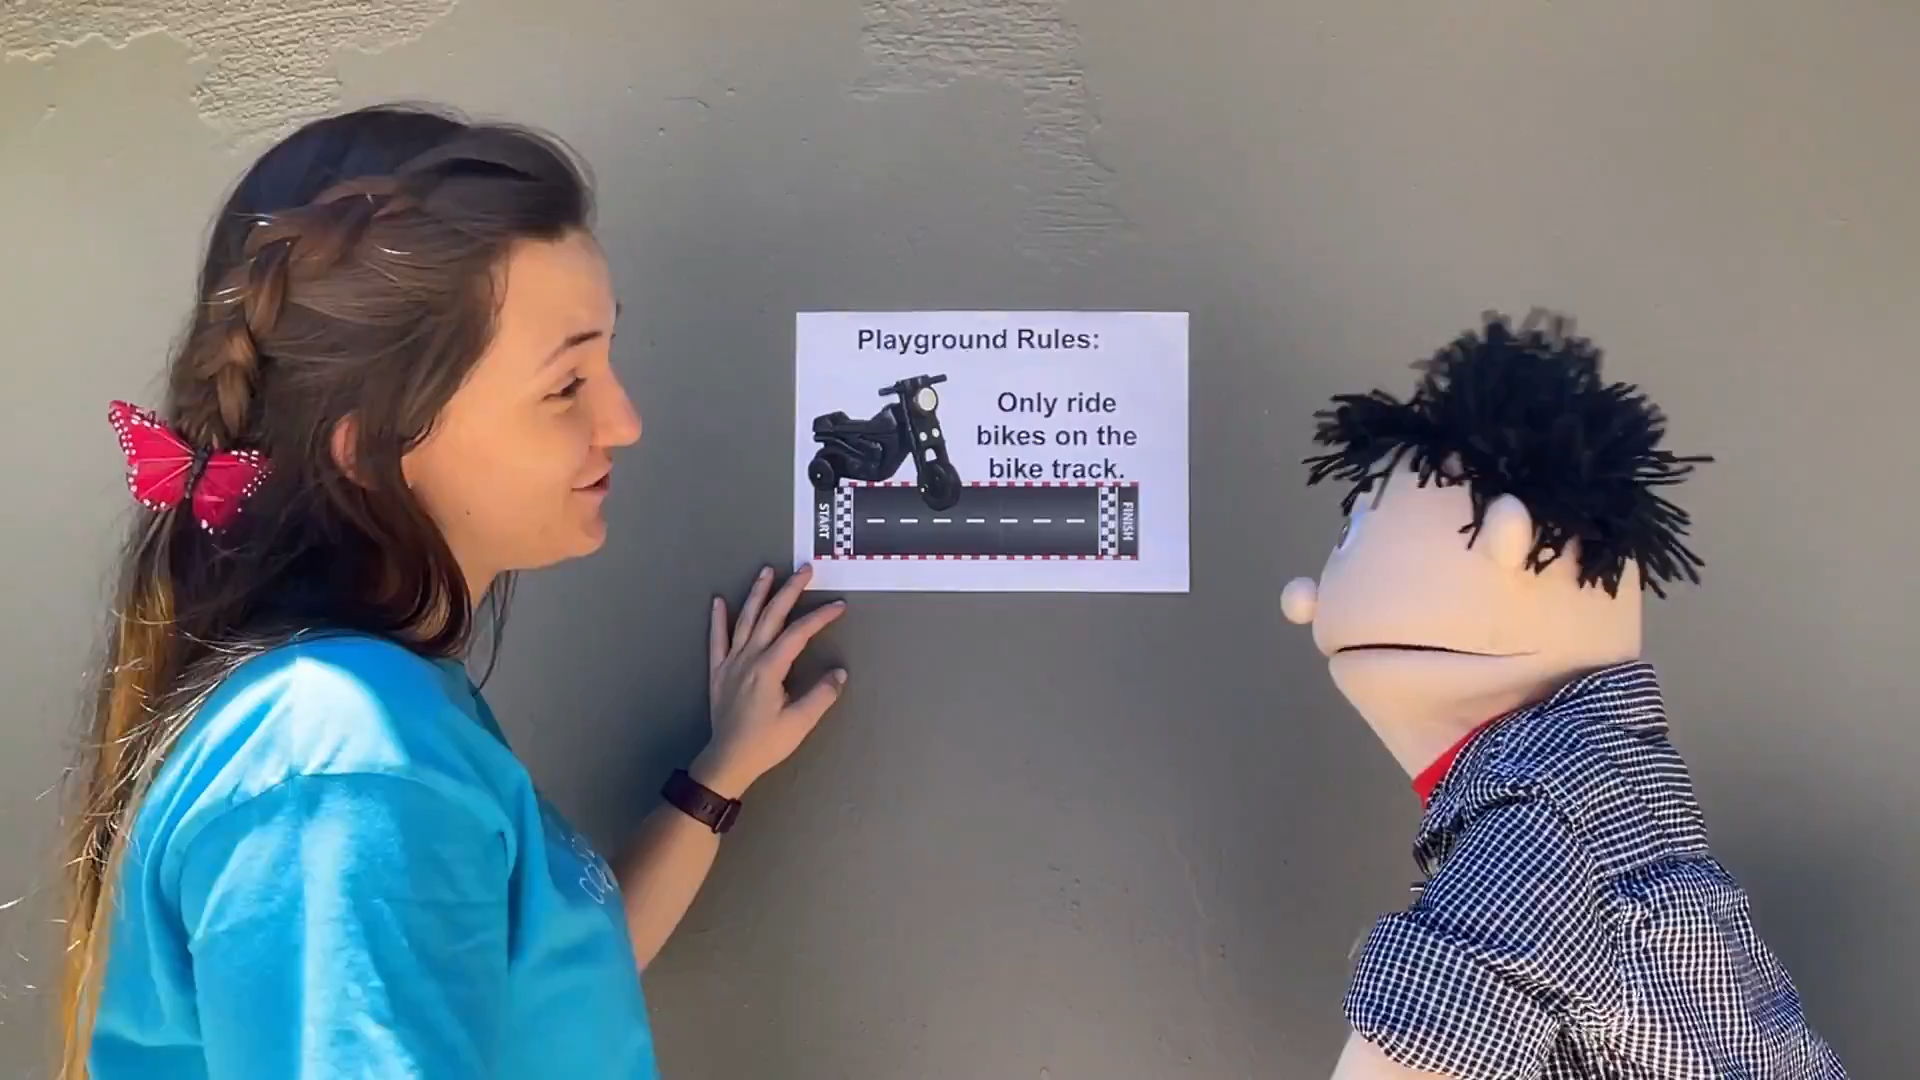 Playground Rules:
Only ride
bikes on the
bike track.
START
FINISH